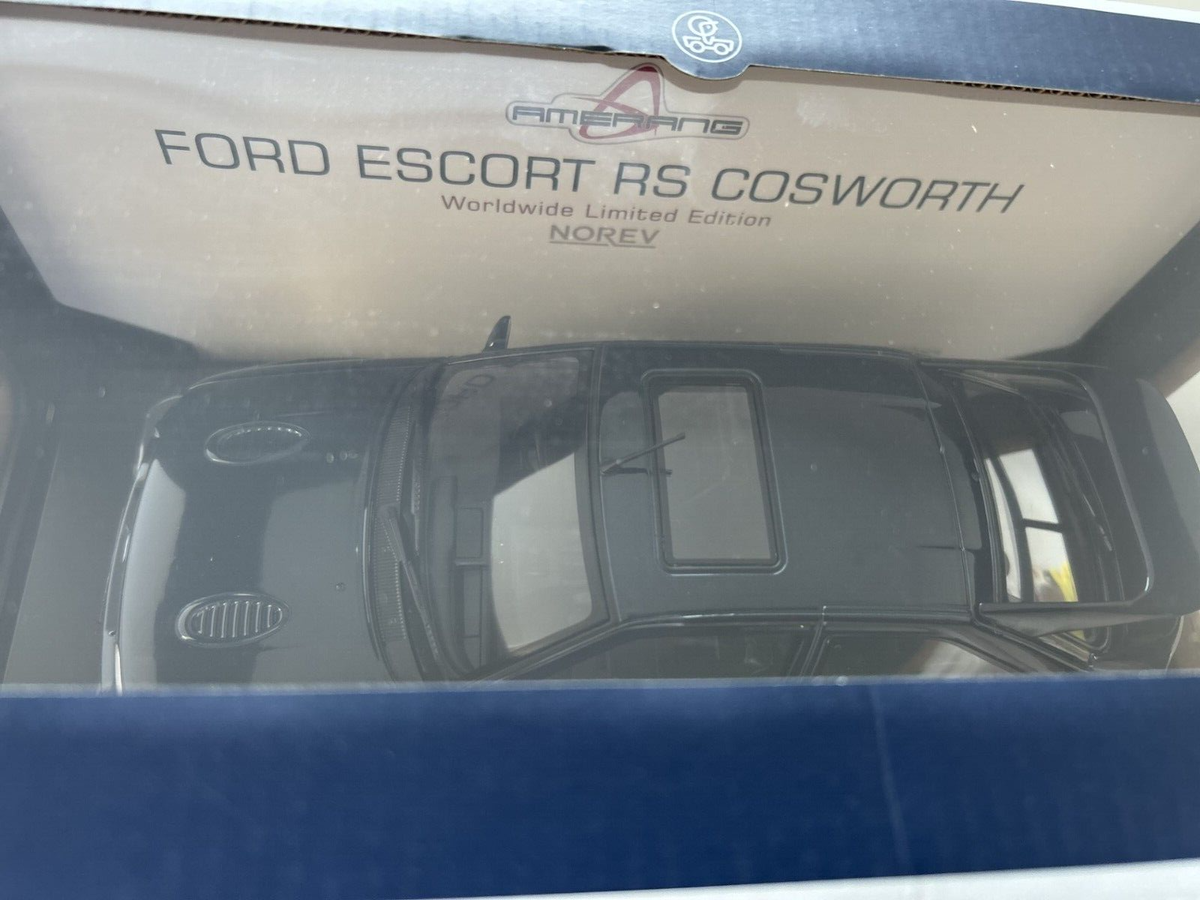 AMERANG
FORD ESCORT RS COSWORTH
Worldwide Limited Edition
NOREV